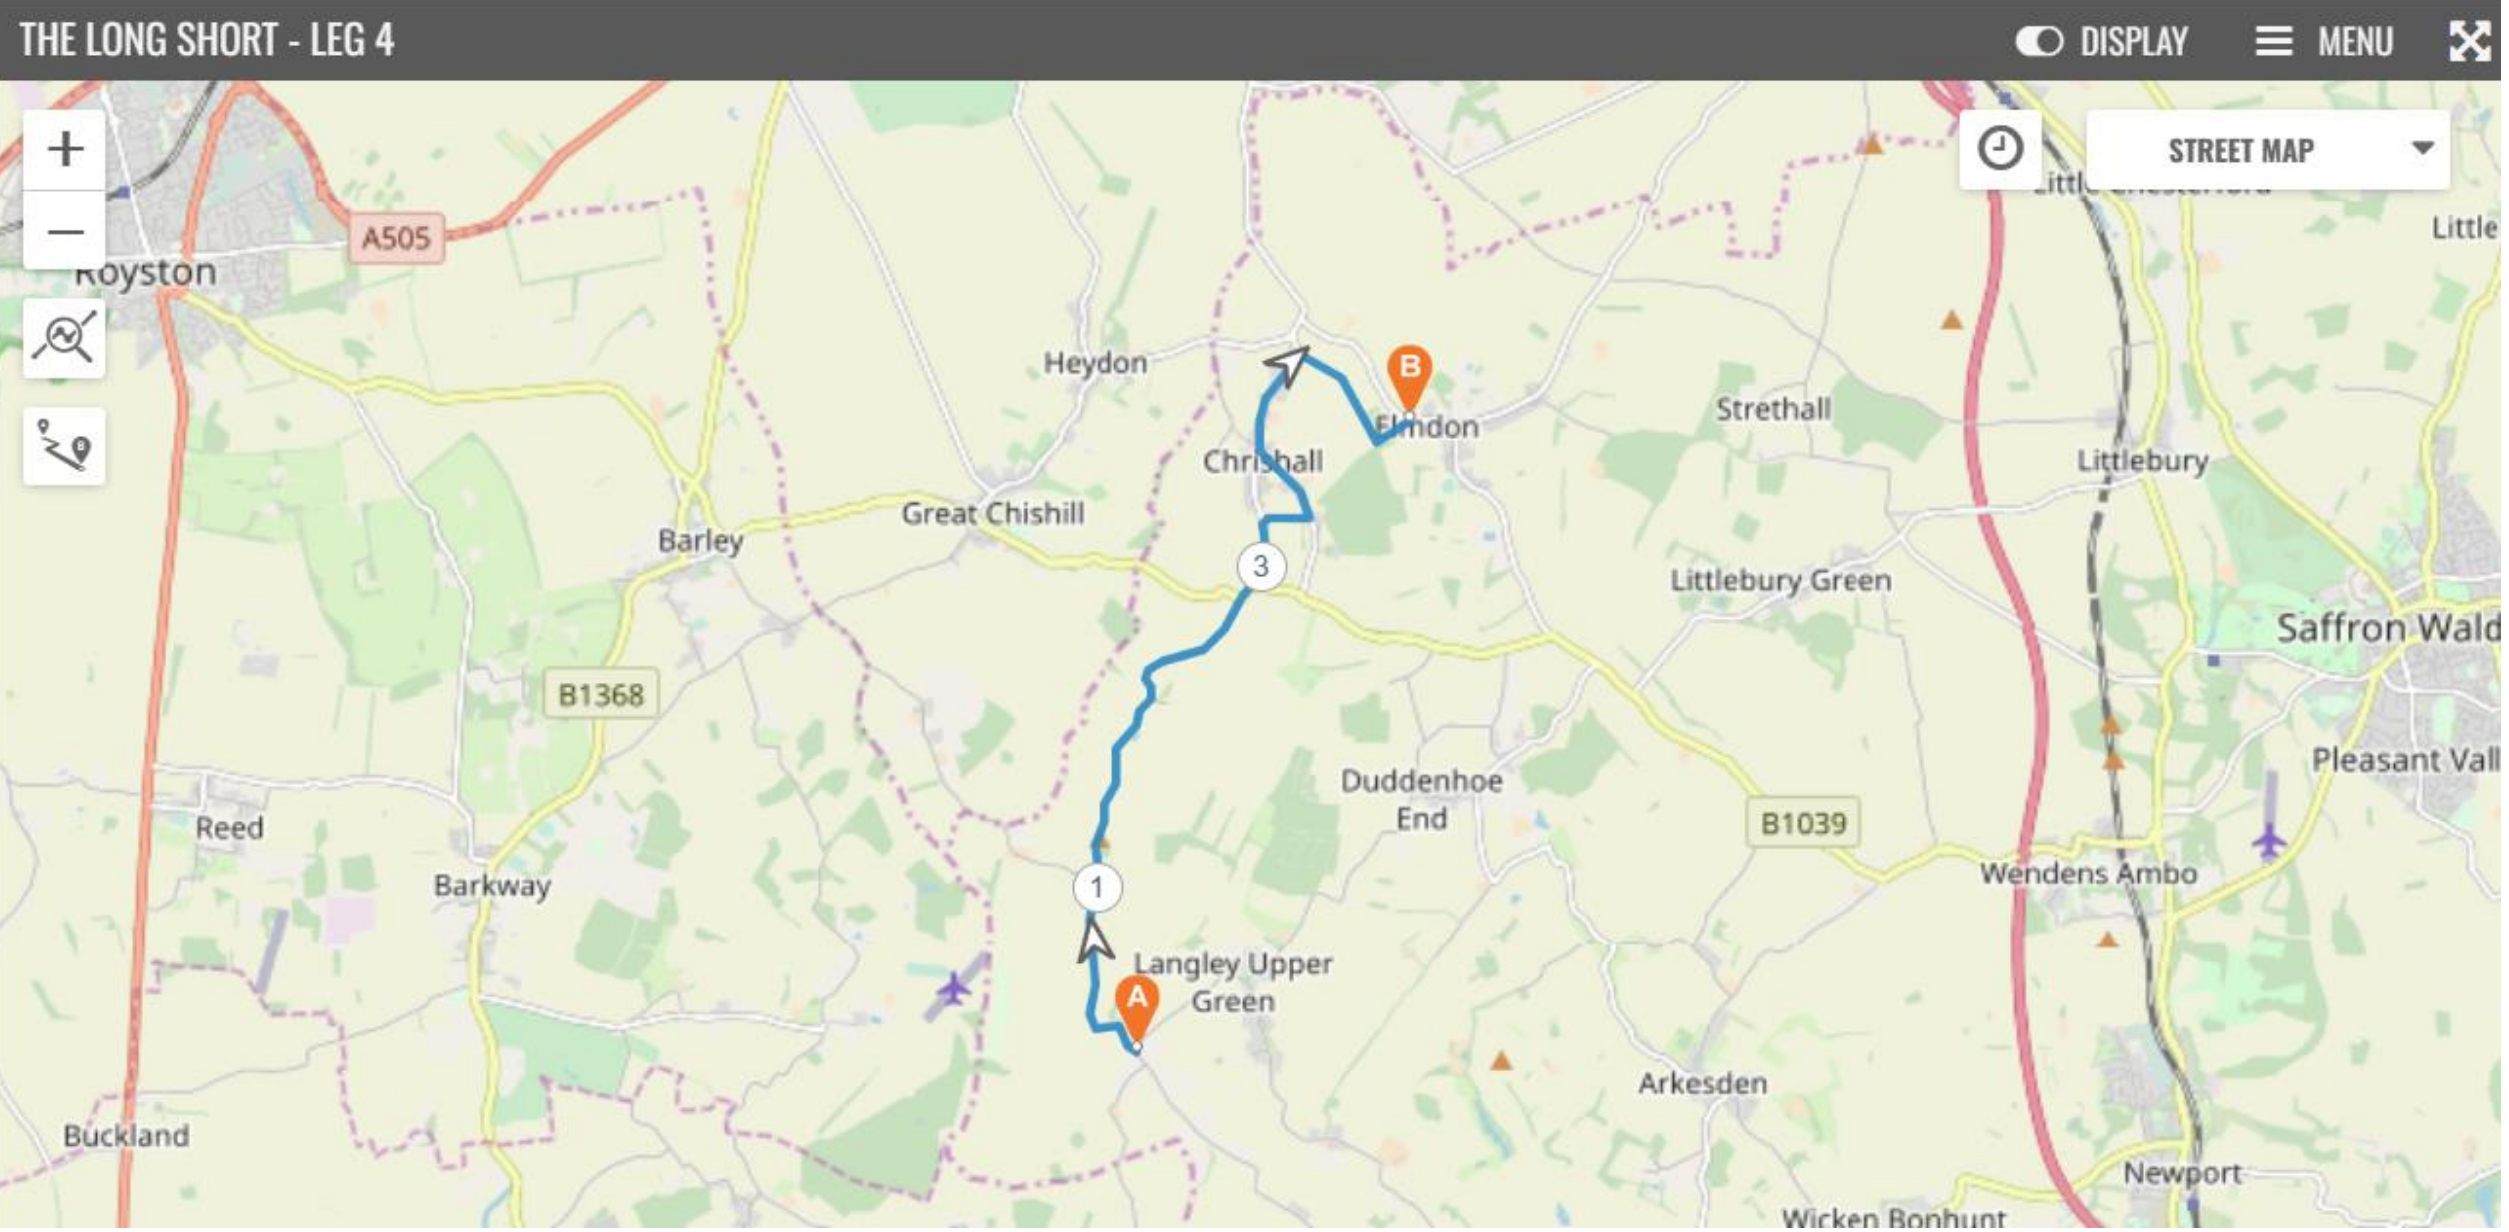 THE LONG SHORT - LEG 4
DISPLAY
MENU
STREET MAP
Little Chesterford
Little
A505
Royston
Heydon
B
Elmdon
Strethall
Chrishall
Littlebury
Great Chishill
Barley
3
Littlebury Green
Saffron Wald
B1368
Pleasant Vall
Duddenhoe
End
Reed
B1039
Barkway
1
Wendens Ambo
Langley Upper
Green
A
Arkesden
Buckland
Newport
Wicken Bonhunt